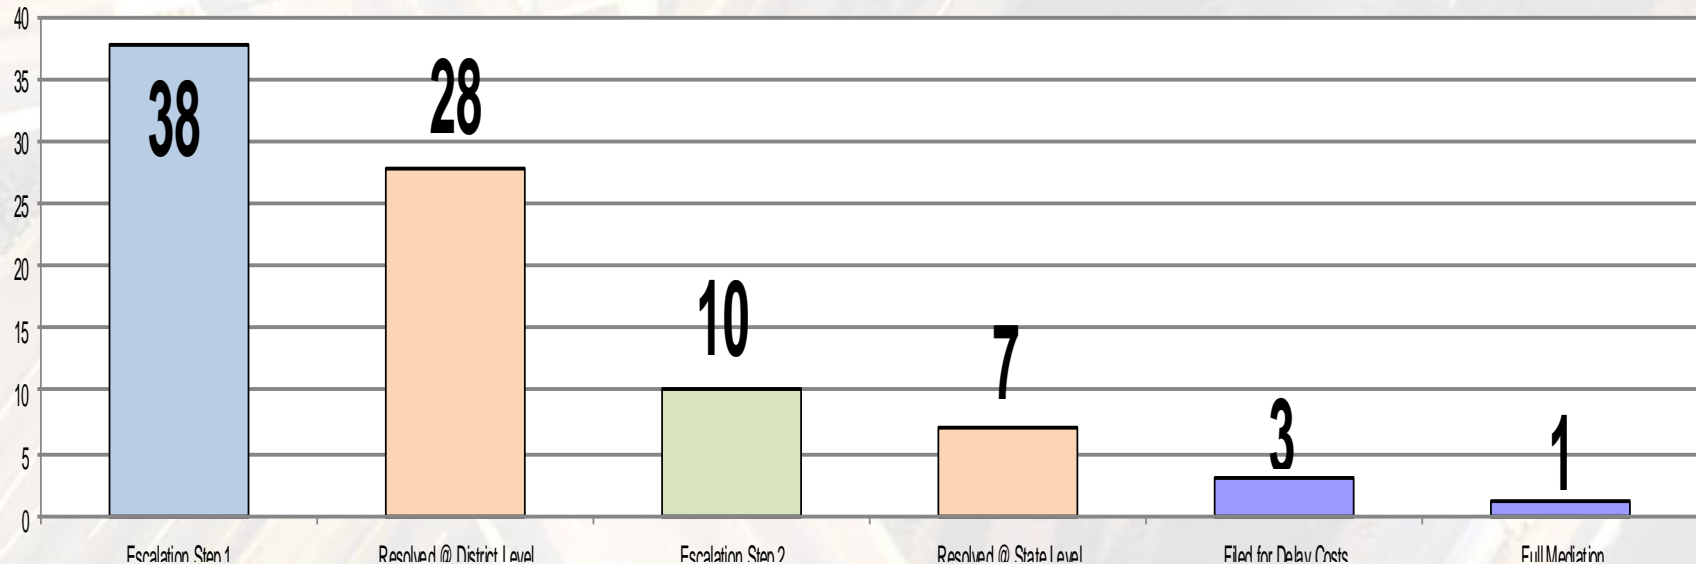 40
35
30
25
20
15
10
5
0
38
28
10
7
3
1
Escalation Step 1
Resolved @ District Level
Escalation Step 2
Resolved @ State Level
Filed for Delay Costs
Full Mediation